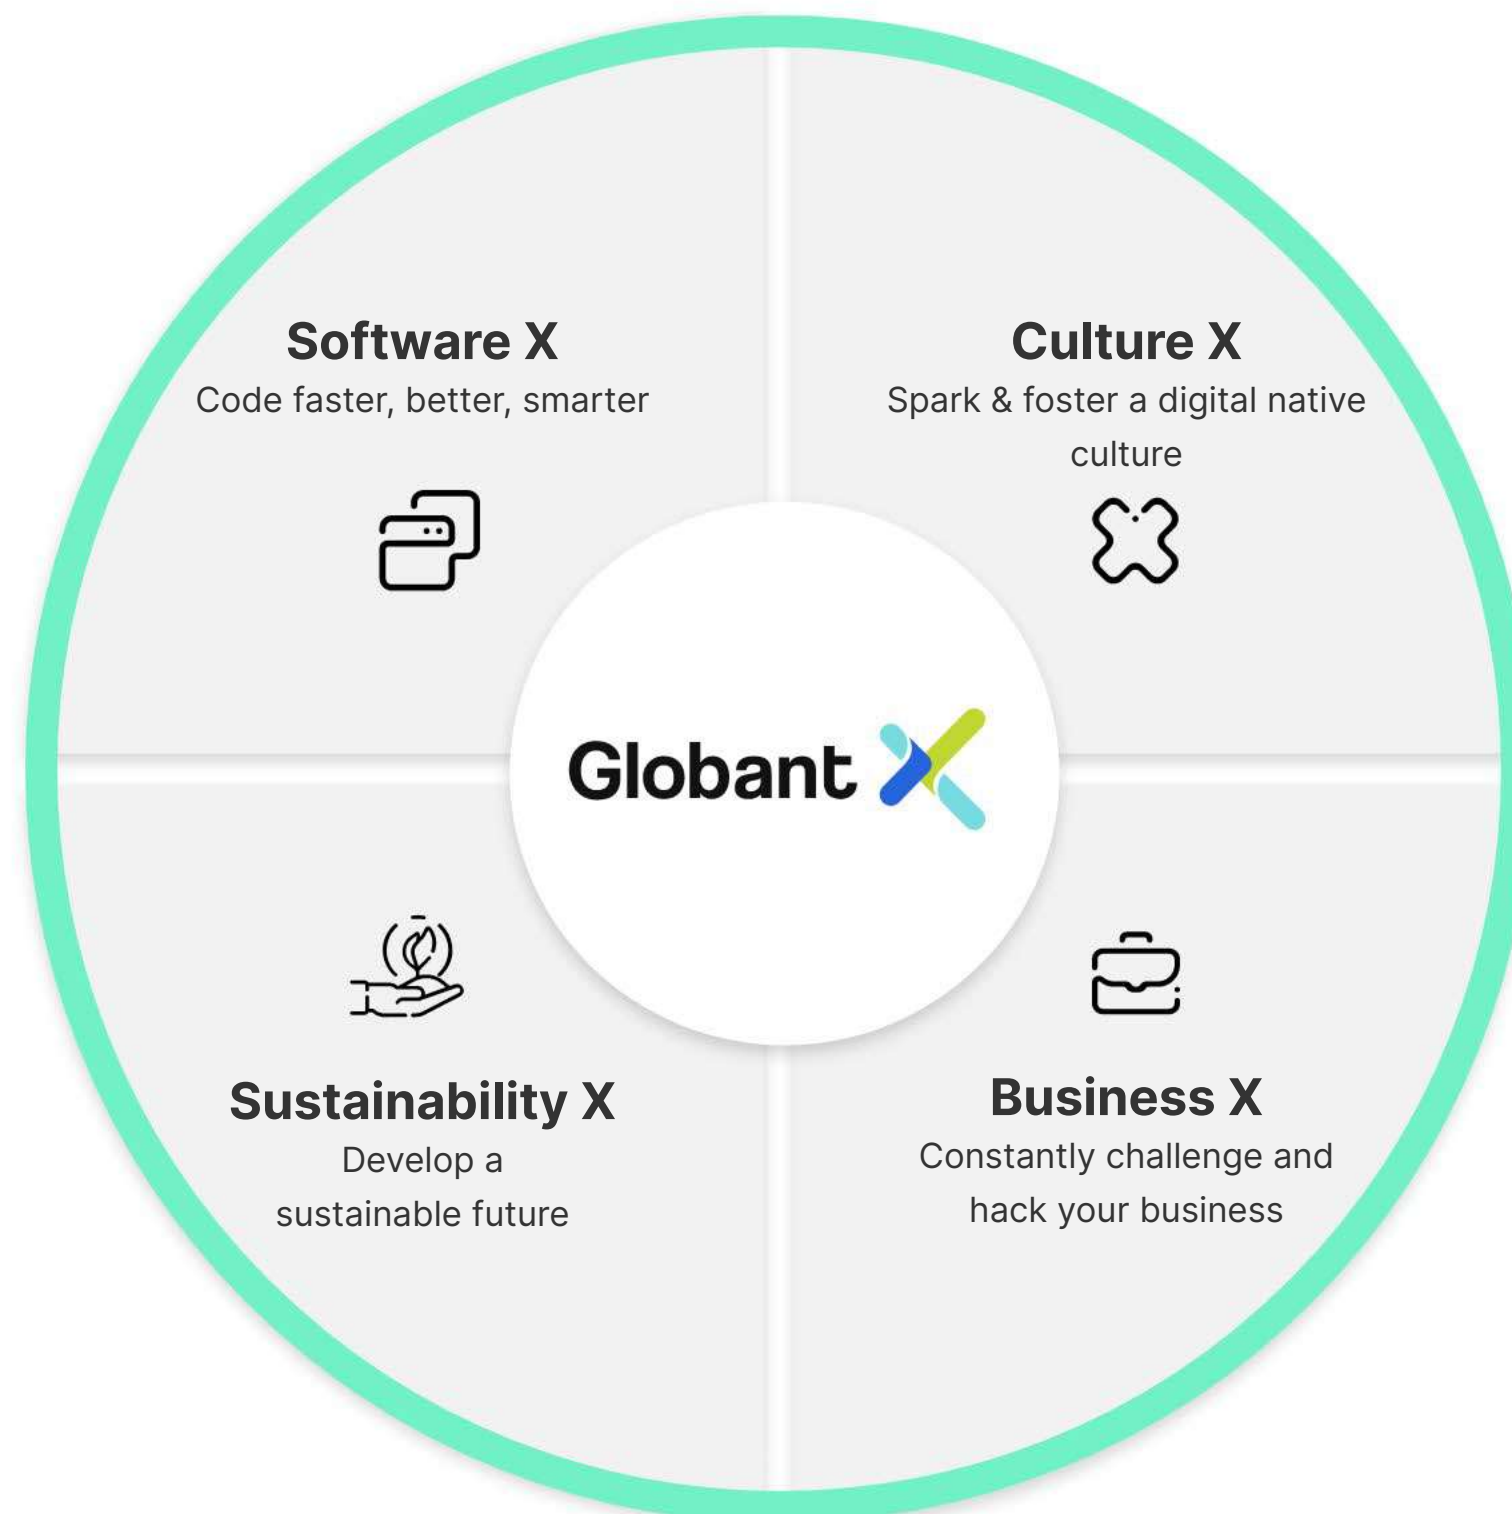 Software X
Code faster, better, smarter
Culture X
Spark & foster a digital native
culture
Globant X
Sustainability X
Develop a
sustainable future
Business X
Constantly challenge and
hack your business